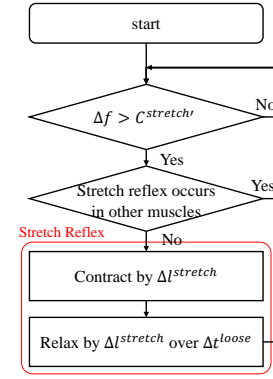 start
Δf > C^{stretch′}
No
Yes
Stretch reflex occurs
in other muscles
Yes
Stretch Reflex
No
Contract by Δl^{stretch}
Relax by Δl^{stretch} over Δt^{loose}